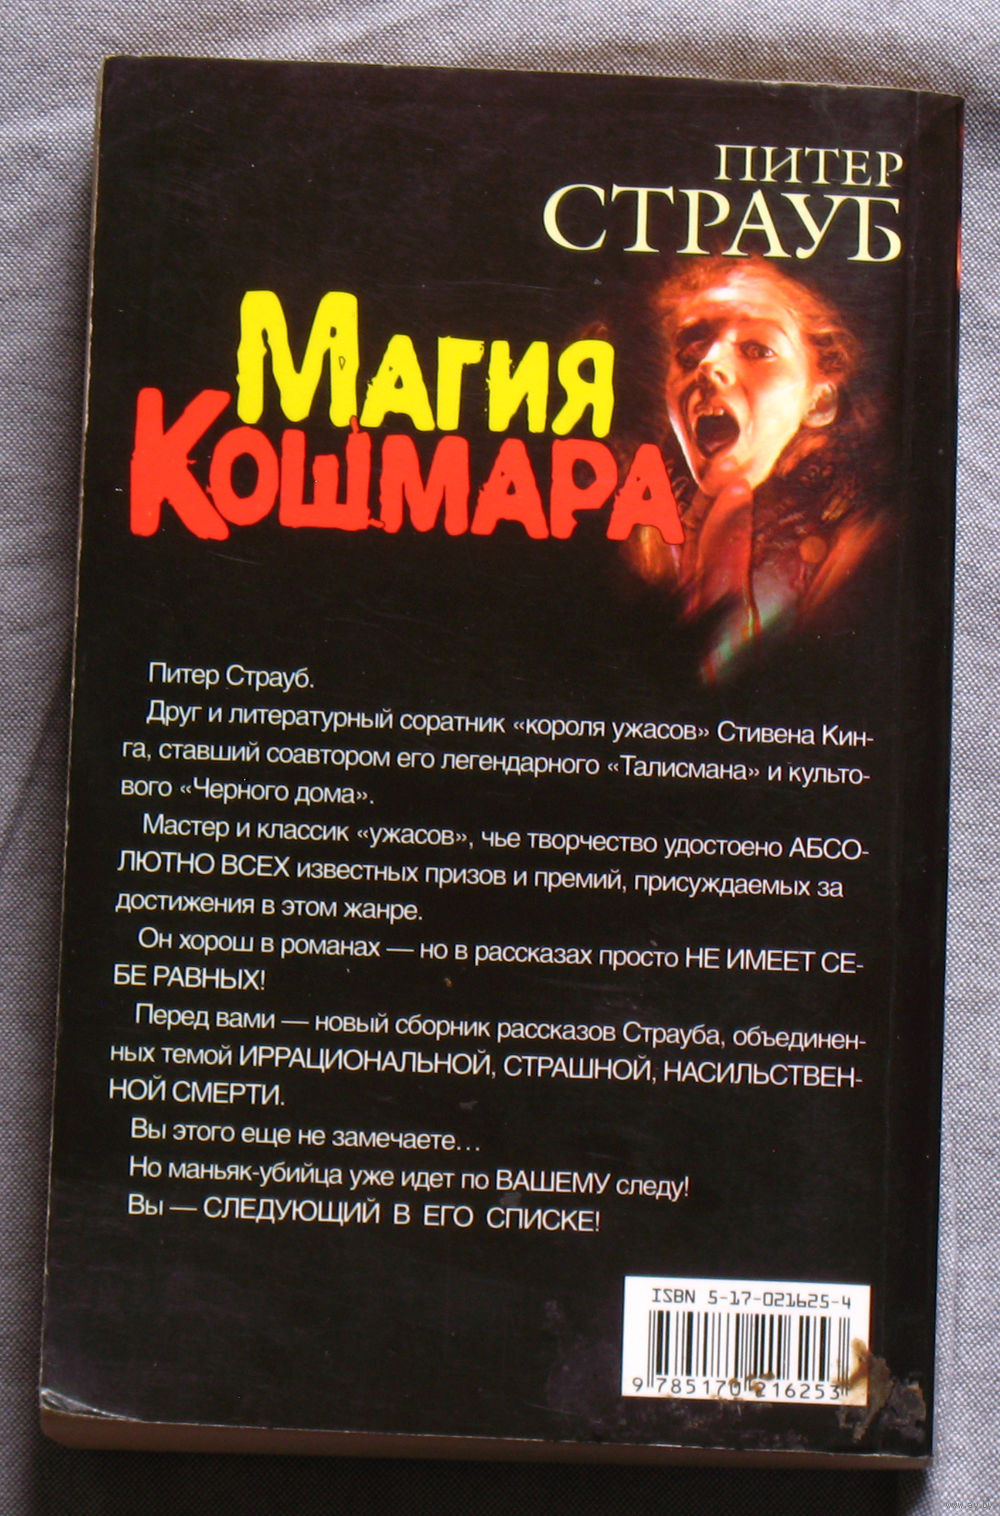 ПИТЕР
СТРАУБ
МАГИЯ
КОШМАРА
Питер Страуб.
Друг и литературный соратник «короля ужасов» Стивена Кин-
га, ставший соавтором его легендарного «Талисмана» и культо-
вого «Черного дома».
Мастер и классик «ужасов», чье творчество удостоено АБСО-
ЛЮТНО ВСЕХ известных призов и премий, присуждаемых за
достижения в этом жанре.
Он хорош в романах — но в рассказах просто НЕ ИМЕЕТ СЕ-
БЕ РАВНЫХ!
Перед вами — новый сборник рассказов Страуба, объединен-
ных темой ИРРАЦИОНАЛЬНОЙ, СТРАШНОЙ, НАСИЛЬСТВЕН-
НОЙ СМЕРТИ.
Вы этого еще не замечаете...
Но маньяк-убийца уже идет по ВАШЕМУ следу!
Вы — СЛЕДУЮЩИЙ В ЕГО СПИСКЕ!
ISBN 5-17-021625-4
9 785170 216253